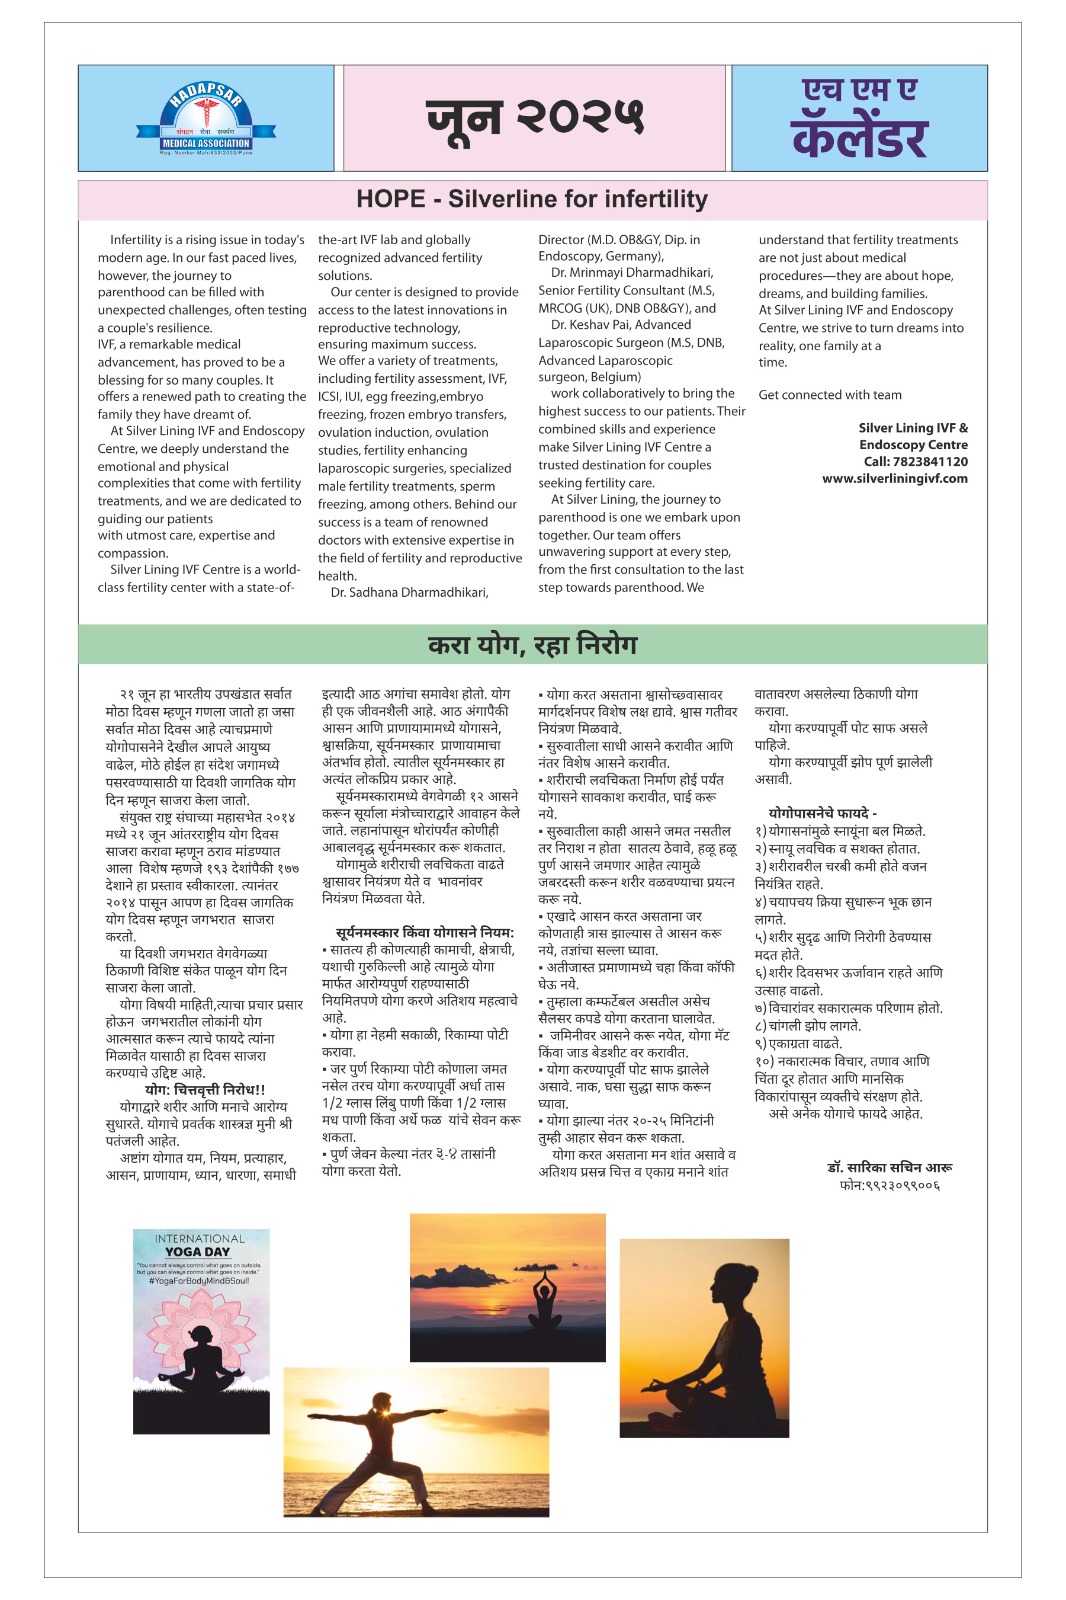 HADAPSAR
संघटन सेवा समर्पण
MEDICAL ASSOCIATION
जून २०२५
एच एम ए
कॅलेंडर
HOPE - Silverline for infertility
Infertility is a rising issue in today's
modern age. In our fast paced lives,
however, the journey to
parenthood can be filled with
unexpected challenges, often testing
a couple's resilience.
IVF, a remarkable medical
advancement, has proved to be a
blessing for so many couples. It
offers a renewed path to creating the
family they have dreamt of.
At Silver Lining IVF and Endoscopy
Centre, we deeply understand the
emotional and physical
complexities that come with fertility
treatments, and we are dedicated to
guiding our patients
with utmost care, expertise and
compassion.
Silver Lining IVF Centre is a world-
class fertility center with a state-of-
the-art IVF lab and globally
recognized advanced fertility
solutions.
Our center is designed to provide
access to the latest innovations in
reproductive technology,
ensuring maximum success.
We offer a variety of treatments,
including fertility assessment, IVF,
ICSI, IUI, egg freezing,embryo
freezing, frozen embryo transfers,
ovulation induction, ovulation
studies, fertility enhancing
laparoscopic surgeries, specialized
male fertility treatments, sperm
freezing, among others. Behind our
success is a team of renowned
doctors with extensive expertise in
the field of fertility and reproductive
health.
Dr. Sadhana Dharmadhikari,
Director (M.D. OB&GY, Dip. in
Endoscopy, Germany),
Dr. Mrinmayi Dharmadhikari,
Senior Fertility Consultant (M.S,
MRCOG (UK), DNB OB&GY), and
Dr. Keshav Pai, Advanced
Laparoscopic Surgeon (M.S, DNB,
Advanced Laparoscopic
surgeon, Belgium)
work collaboratively to bring the
highest success to our patients. Their
combined skills and experience
make Silver Lining IVF Centre a
trusted destination for couples
seeking fertility care.
At Silver Lining, the journey to
parenthood is one we embark upon
together. Our team offers
unwavering support at every step,
from the first consultation to the last
step towards parenthood. We
understand that fertility treatments
are not just about medical
procedures—they are about hope,
dreams, and building families.
At Silver Lining IVF and Endoscopy
Centre, we strive to turn dreams into
reality, one family at a
time.
Get connected with team
Silver Lining IVF &
Endoscopy Centre
Call: 7823841120
www.silverliningivf.com
करा योग, रहा निरोग
२१ जून हा भारतीय उपखंडात सर्वात
मोठा दिवस म्हणून गणला जातो हा जसा
सर्वात मोठा दिवस आहे त्याचप्रमाणे
योगोपासनेने देखील आपले आयुष्य
वाढेल, मोठे होईल हा संदेश जगामध्ये
पसरवण्यासाठी या दिवशी जागतिक योग
दिन म्हणून साजरा केला जातो.
संयुक्त राष्ट्र संघाच्या महासभेत २०१४
मध्ये २१ जून आंतरराष्ट्रीय योग दिवस
साजरा करावा म्हणून ठराव मांडण्यात
आला विशेष म्हणजे १९३ देशांपैकी १७७
देशाने हा प्रस्ताव स्वीकारला. त्यानंतर
२०१४ पासून आपण हा दिवस जागतिक
योग दिवस म्हणून जगभरात साजरा
करतो.
या दिवशी जगभरात वेगवेगळ्या
ठिकाणी विशिष्ट संकेत पाळून योग दिन
साजरा केला जातो.
योगा विषयी माहिती,त्याचा प्रचार प्रसार
होऊन जगभरातील लोकांनी योग
आत्मसात करून त्याचे फायदे त्यांना
मिळावेत यासाठी हा दिवस साजरा
करण्याचे उद्दिष्ट आहे.
योग: चित्तवृत्ती निरोध!!
योगाद्वारे शरीर आणि मनाचे आरोग्य
सुधारते. योगाचे प्रवर्तक शास्त्रज्ञ मुनी श्री
पतंजली आहेत.
अष्टांग योगात यम, नियम, प्रत्याहार,
आसन, प्राणायाम, ध्यान, धारणा, समाधी
इत्यादी आठ अगांचा समावेश होतो. योग
ही एक जीवनशैली आहे. आठ अंगापैकी
आसन आणि प्राणायामामध्ये योगासने,
श्वासक्रिया, सूर्यनमस्कार प्राणायामाचा
अंतर्भाव होतो. त्यातील सूर्यनमस्कार हा
अत्यंत लोकप्रिय प्रकार आहे.
सूर्यनमस्कारामध्ये वेगवेगळी १२ आसने
करून सूर्याला मंत्रोच्चाराद्वारे आवाहन केले
जाते. लहानांपासून थोरांपर्यंत कोणीही
आबालवृद्ध सूर्यनमस्कार करू शकतात.
योगामुळे शरीराची लवचिकता वाढते
श्वासावर नियंत्रण येते व भावनांवर
नियंत्रण मिळवता येते.
सूर्यनमस्कार किंवा योगासने नियम:
▪ सातत्य ही कोणत्याही कामाची, क्षेत्राची,
यशाची गुरुकिल्ली आहे त्यामुळे योगा
मार्फत आरोग्यपुर्ण राहण्यासाठी
नियमितपणे योगा करणे अतिशय महत्वाचे
आहे.
▪ योगा हा नेहमी सकाळी, रिकाम्या पोटी
करावा.
▪ जर पुर्ण रिकाम्या पोटी कोणाला जमत
नसेल तरच योगा करण्यापूर्वी अर्धा तास
1/2 ग्लास लिंबु पाणी किंवा 1/2 ग्लास
मध पाणी किंवा अर्धे फळ यांचे सेवन करू
शकता.
▪ पुर्ण जेवन केल्या नंतर ३-४ तासांनी
योगा करता येतो.
▪ योगा करत असताना श्वासोच्छवासावर
मार्गदर्शनपर विशेष लक्ष द्यावे. श्वास गतीवर
नियंत्रण मिळवावे.
▪ सुरुवातीला साधी आसने करावीत आणि
नंतर विशेष आसने करावीत.
▪ शरीराची लवचिकता निर्माण होई पर्यंत
योगासने सावकाश करावीत, घाई करू
नये.
▪ सुरुवातीला काही आसने जमत नसतील
तर निराश न होता सातत्य ठेवावे, हळू हळू
पुर्ण आसने जमणार आहेत त्यामुळे
जबरदस्ती करून शरीर वळवण्याचा प्रयत्न
करू नये.
▪ एखादे आसन करत असताना जर
कोणताही त्रास झाल्यास ते आसन करू
नये, तज्ञांचा सल्ला घ्यावा.
▪ अतीजास्त प्रमाणामध्ये चहा किंवा कॉफी
घेऊ नये.
▪ तुम्हाला कम्फर्टेबल असतील असेच
सैलसर कपडे योगा करताना घालावेत.
▪ जमिनीवर आसने करू नयेत, योगा मॅट
किंवा जाड बेडशीट वर करावीत.
▪ योगा करण्यापूर्वी पोट साफ झालेले
असावे. नाक, घसा सुद्धा साफ करून
घ्यावा.
▪ योगा झाल्या नंतर २०-२५ मिनिटांनी
तुम्ही आहार सेवन करू शकता.
योगा करत असताना मन शांत असावे व
अतिशय प्रसन्न चित्त व एकाग्र मनाने शांत
वातावरण असलेल्या ठिकाणी योगा
करावा.
योगा करण्यापूर्वी पोट साफ असले
पाहिजे.
योगा करण्यापूर्वी झोप पूर्ण झालेली
असावी.
योगोपासनेचे फायदे -
१) योगासनांमुळे स्नायूंना बल मिळते.
२) स्नायू लवचिक व सशक्त होतात.
३) शरीरावरील चरबी कमी होते वजन
नियंत्रित राहते.
४) चयापचय क्रिया सुधारून भूक छान
लागते.
५) शरीर सुदृढ आणि निरोगी ठेवण्यास
मदत होते.
६) शरीर दिवसभर ऊर्जावान राहते आणि
उत्साह वाढतो.
७) विचारांवर सकारात्मक परिणाम होतो.
८) चांगली झोप लागते.
९) एकाग्रता वाढते.
१०) नकारात्मक विचार, तणाव आणि
चिंता दूर होतात आणि मानसिक
विकारांपासून व्यक्तीचे संरक्षण होते.
असे अनेक योगाचे फायदे आहेत.
डॉ. सारिका सचिन आरू
फोन:९९२३०९९००६
INTERNATIONAL
YOGA DAY
"You cannot always control what goes on outside,
but you can always control what goes on inside."
#YogaForBodyMind&Soul!